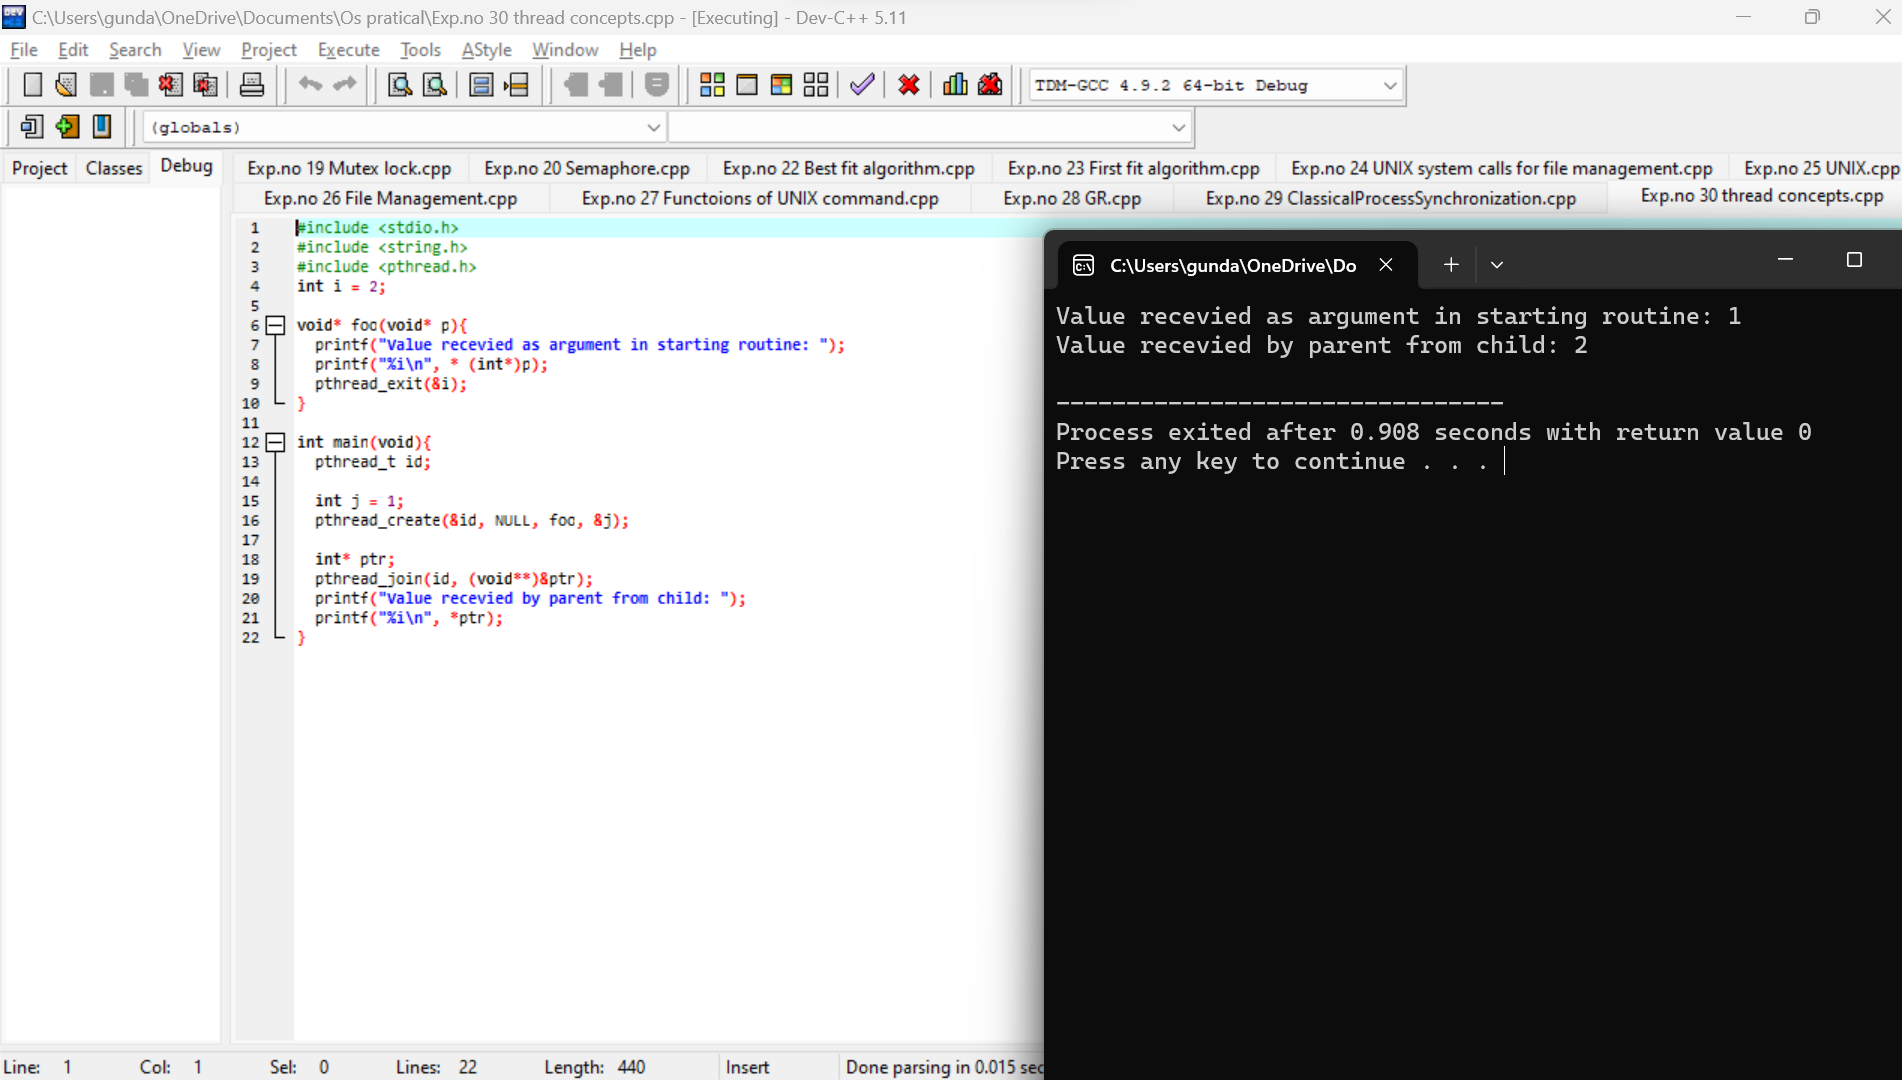 C:\Users\gunda\OneDrive\Documents\Os pratical\Exp.no 30 thread concepts.cpp - [Executing] - Dev-C++ 5.11
File Edit Search View Project Execute Tools AStyle Window Help
TDM-GCC 4.9.2 64-bit Debug
(globals)
Project Classes Debug
Exp.no 19 Mutex lock.cpp Exp.no 20 Semaphore.cpp Exp.no 22 Best fit algorithm.cpp Exp.no 23 First fit algorithm.cpp Exp.no 24 UNIX system calls for file management.cpp Exp.no 25 UNIX.cpp
Exp.no 26 File Management.cpp Exp.no 27 Functoions of UNIX command.cpp Exp.no 28 GR.cpp Exp.no 29 ClassicalProcessSynchronization.cpp Exp.no 30 thread concepts.cpp
1 #include <stdio.h>
2 #include <string.h>
3 #include <pthread.h>
4 int i = 2;
5
6 void* foo(void* p){
7 printf("Value recevied as argument in starting routine: ");
8 printf("%i\n", * (int*)p);
9 pthread_exit(&i);
10 }
11
12 int main(void){
13 pthread_t id;
14
15 int j = 1;
16 pthread_create(&id, NULL, foo, &j);
17
18 int* ptr;
19 pthread_join(id, (void**)&ptr);
20 printf("Value recevied by parent from child: ");
21 printf("%i\n", *ptr);
22 }
C:\Users\gunda\OneDrive\Do
Value recevied as argument in starting routine: 1
Value recevied by parent from child: 2
--------------------------------
Process exited after 0.908 seconds with return value 0
Press any key to continue . . .
Line: 1 Col: 1 Sel: 0 Lines: 22 Length: 440 Insert Done parsing in 0.015 sec